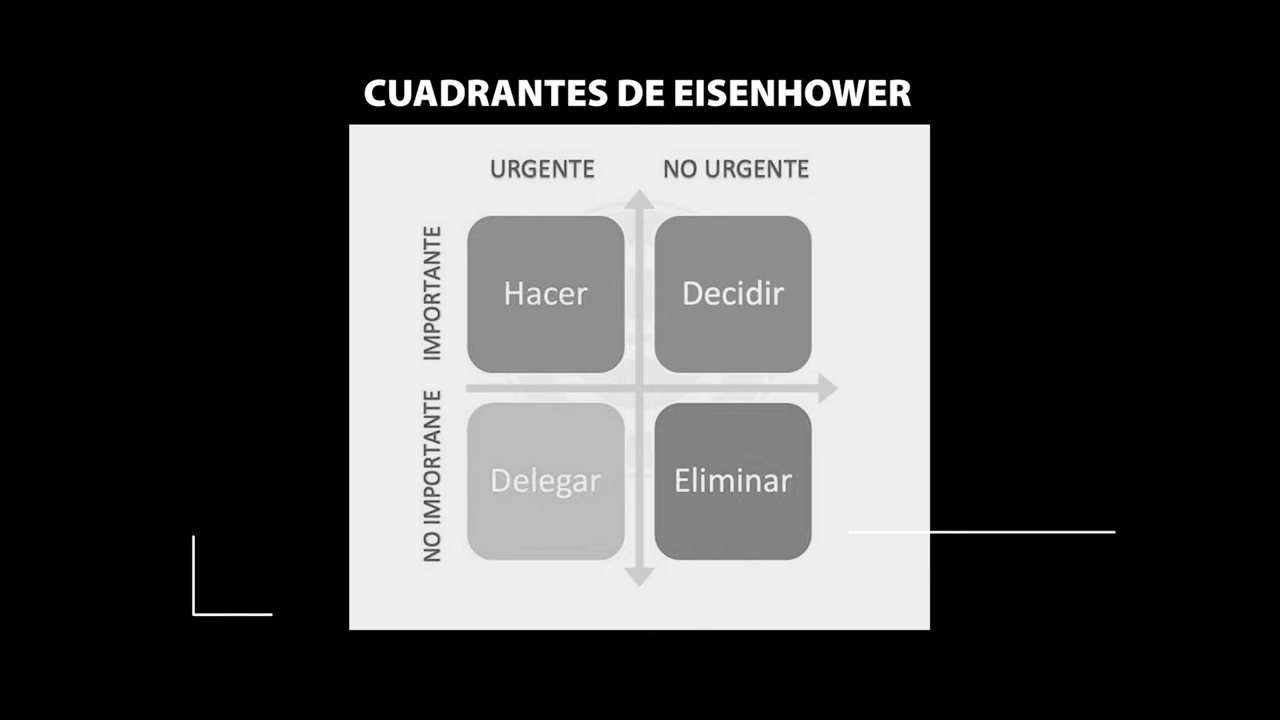 CUADRANTES DE EISENHOWER
URGENTE
NO URGENTE
IMPORTANTE
Hacer
Decidir
NO IMPORTANTE
Delegar
Eliminar